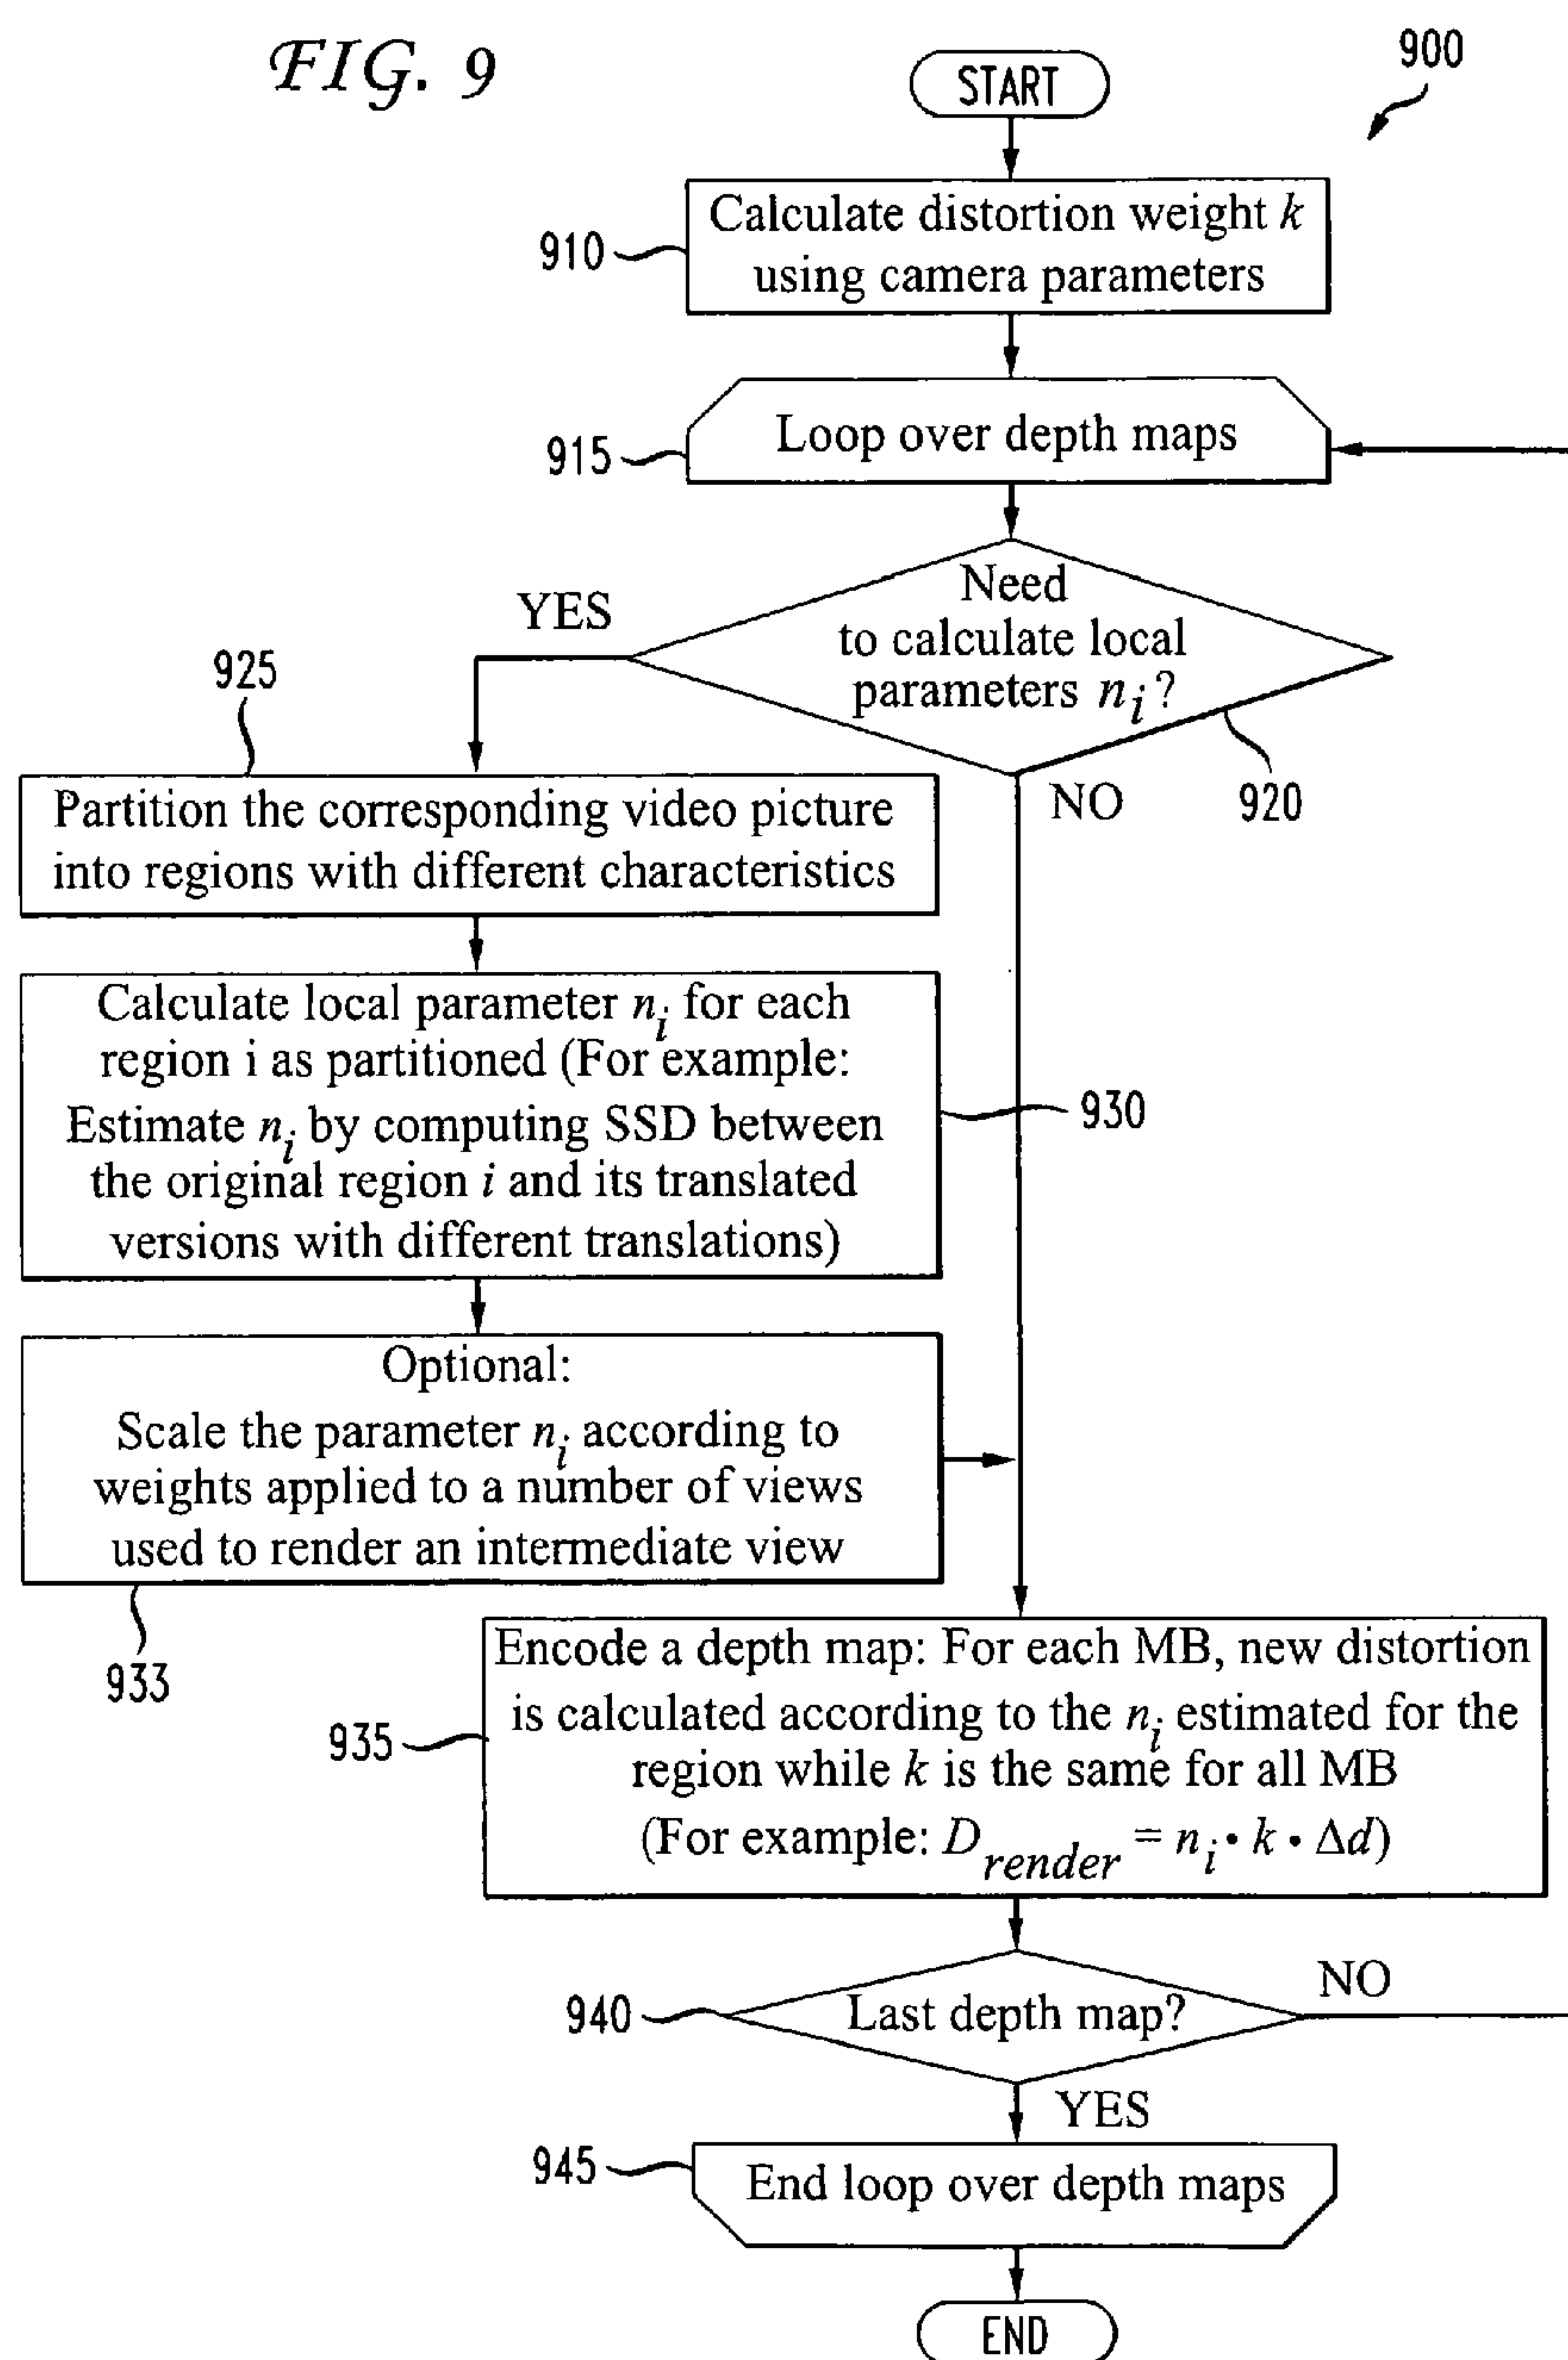 FIG. 9
900
START
910
Calculate distortion weight k
using camera parameters
915
Loop over depth maps
Need
to calculate local
parameters n_i?
YES
NO
920
925
Partition the corresponding video picture
into regions with different characteristics
Calculate local parameter n_i for each
region i as partitioned (For example:
Estimate n_i by computing SSD between
the original region i and its translated
versions with different translations)
930
Optional:
Scale the parameter n_i according to
weights applied to a number of views
used to render an intermediate view
933
935
Encode a depth map: For each MB, new distortion
is calculated according to the n_i estimated for the
region while k is the same for all MB
(For example: D_render = n_i • k • Δd)
940
Last depth map?
NO
YES
945
End loop over depth maps
END